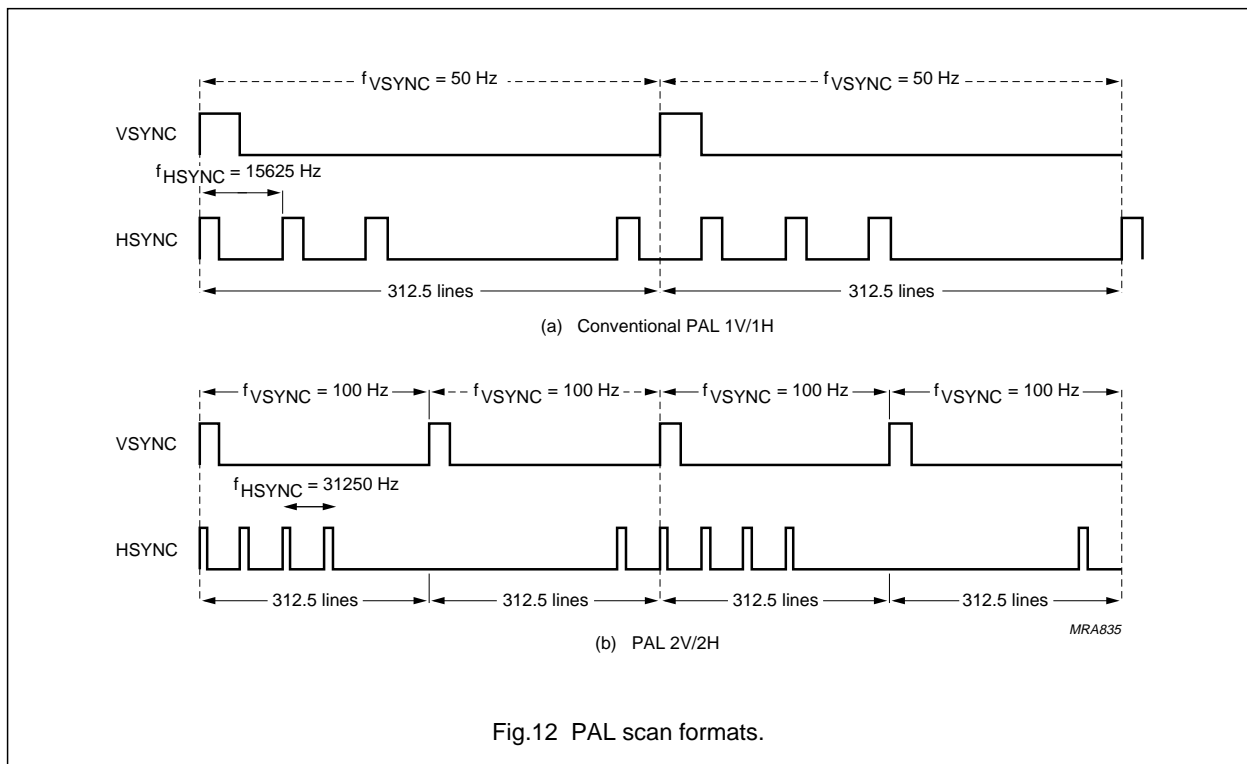 fVSYNC = 50 Hz fVSYNC = 50 Hz
VSYNC
fHSYNC = 15625 Hz
HSYNC
312.5 lines 312.5 lines
(a) Conventional PAL 1V/1H
fVSYNC = 100 Hz fVSYNC = 100 Hz fVSYNC = 100 Hz fVSYNC = 100 Hz
VSYNC
fHSYNC = 31250 Hz
HSYNC
312.5 lines 312.5 lines 312.5 lines 312.5 lines
MRA835
(b) PAL 2V/2H
Fig.12 PAL scan formats.